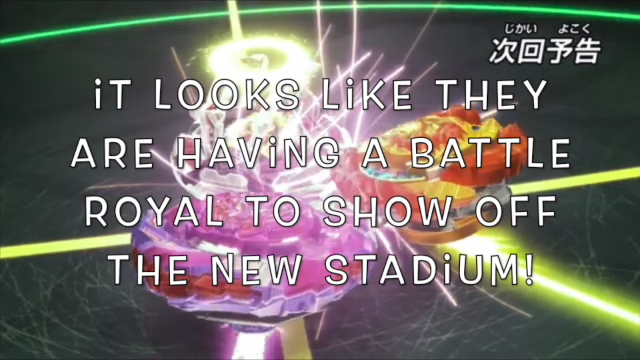 じかい よこく
次回予告
iT LOOKS LiKE THEY
ARE HAViNG A BATTLE
ROYAL TO SHOW OFF
THE NEW STADiUM!